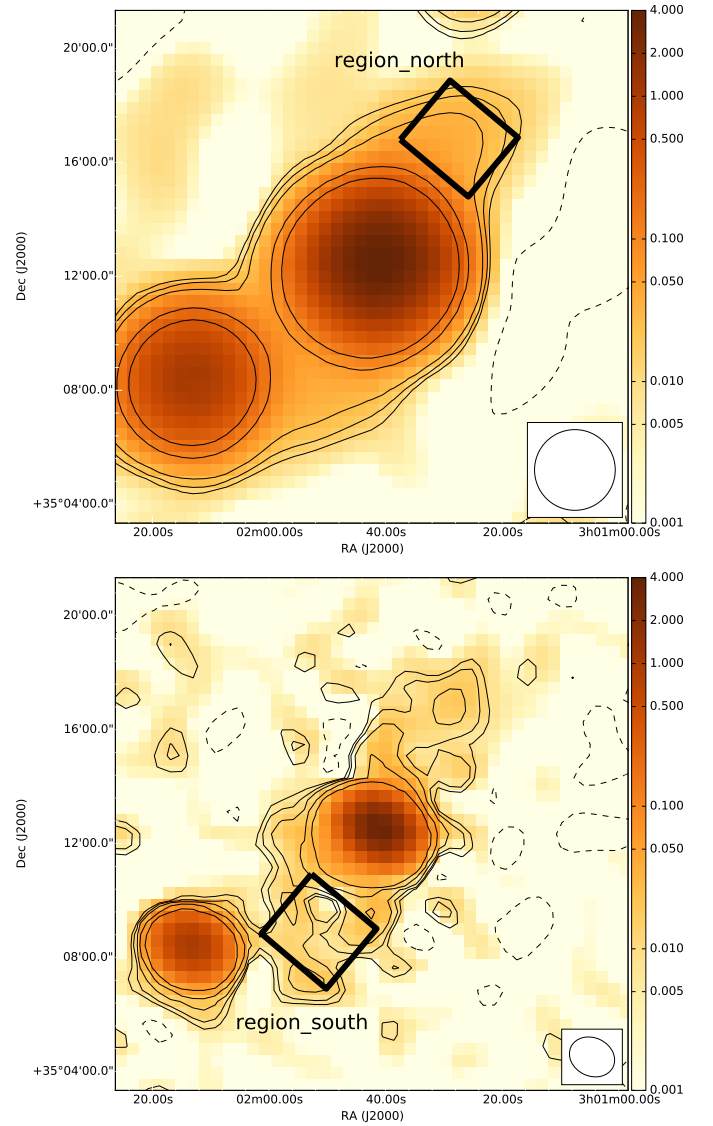 20'00.0"
16'00.0"
12'00.0"
08'00.0"
+35°04'00.0"
Dec (J2000)
region_north
20.00s
02m00.00s
40.00s
20.00s
3h01m00.00s
RA (J2000)
4.000
2.000
1.000
0.500
0.100
0.050
0.010
0.005
0.001
20'00.0"
16'00.0"
12'00.0"
08'00.0"
+35°04'00.0"
Dec (J2000)
region_south
20.00s
02m00.00s
40.00s
20.00s
3h01m00.00s
RA (J2000)
4.000
2.000
1.000
0.500
0.100
0.050
0.010
0.005
0.001